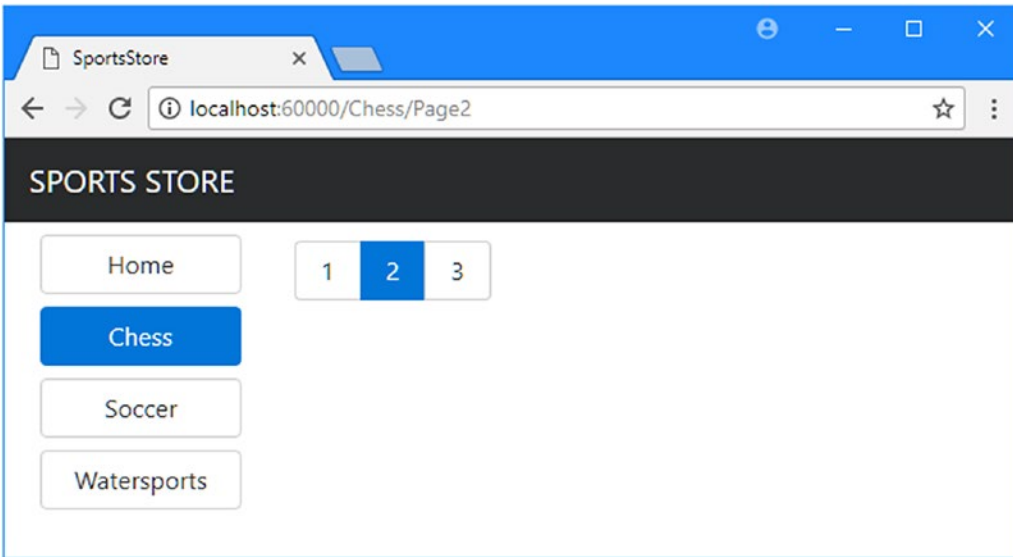 SportsStore
localhost:60000/Chess/Page2
SPORTS STORE
Home
1 2 3
Chess
Soccer
Watersports